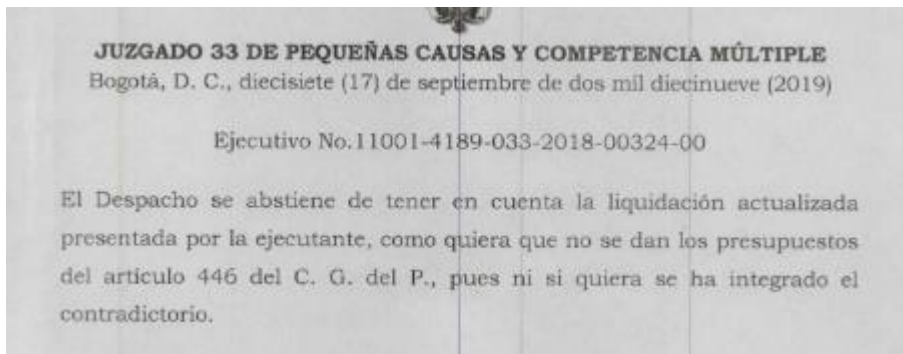 JUZGADO 33 DE PEQUEÑAS CAUSAS Y COMPETENCIA MÚLTIPLE
Bogotá, D. C., diecisiete (17) de septiembre de dos mil diecinueve (2019)
Ejecutivo No.11001-4189-033-2018-00324-00
El Despacho se abstiene de tener en cuenta la liquidación actualizada
presentada por la ejecutante, como quiera que no se dan los presupuestos
del artículo 446 del C. G. del P., pues ni si quiera se ha integrado el
contradictorio.